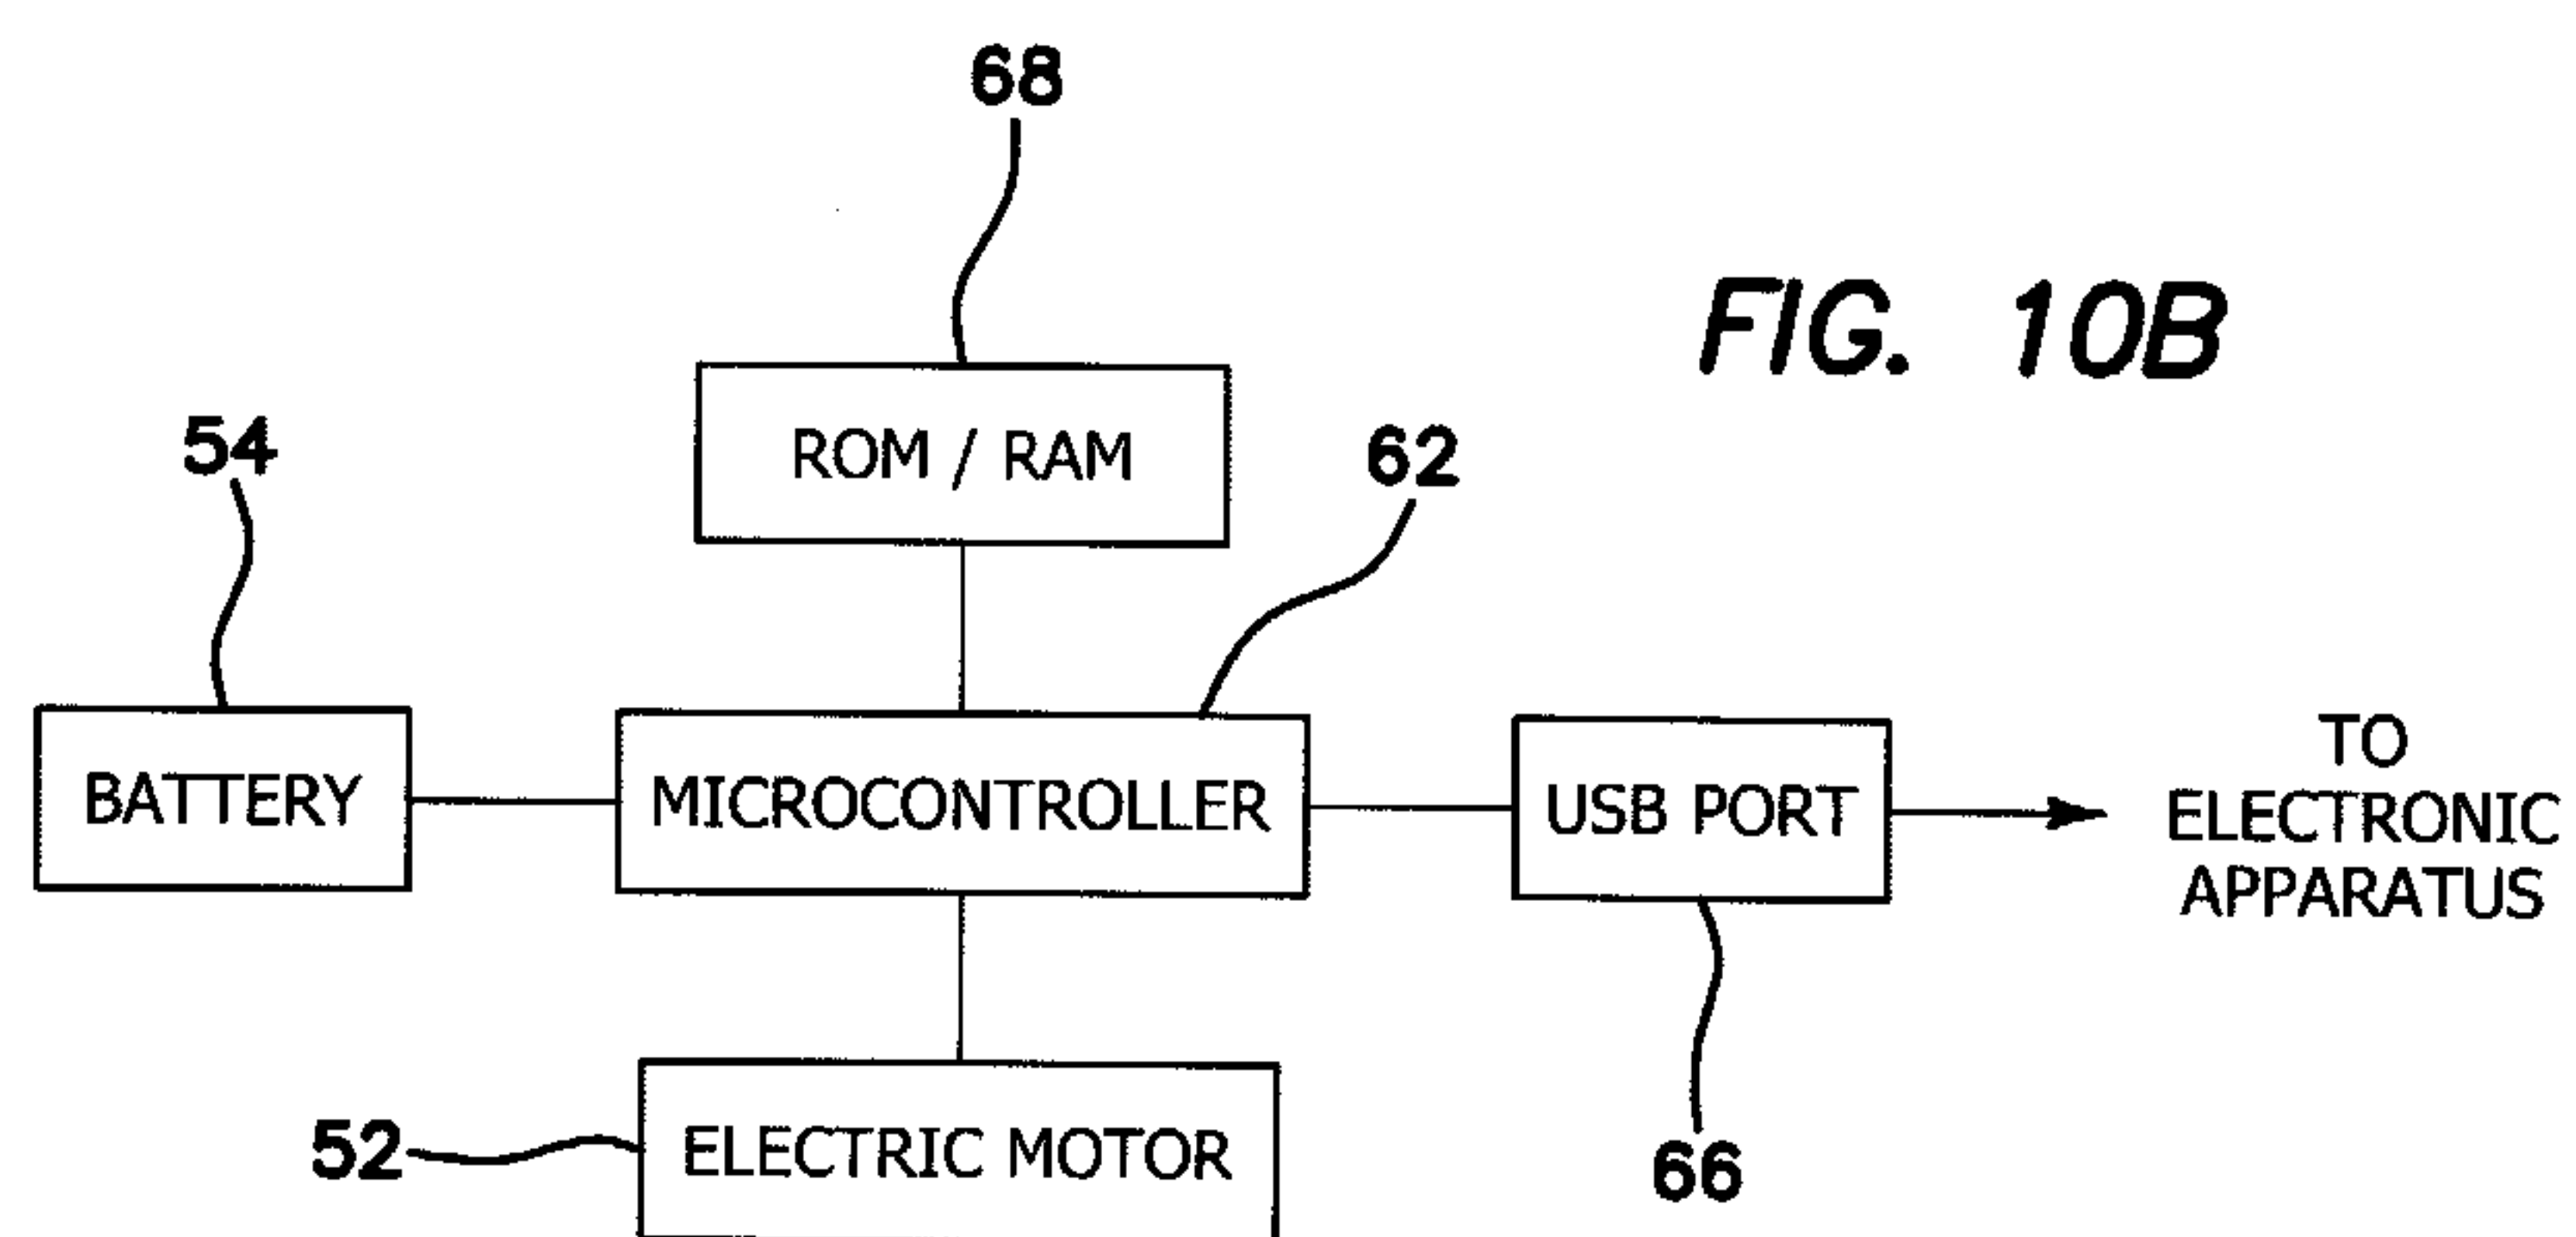 68
FIG. 10B
54
ROM / RAM
62
BATTERY
MICROCONTROLLER
USB PORT
TO
ELECTRONIC
APPARATUS
52
ELECTRIC MOTOR
66